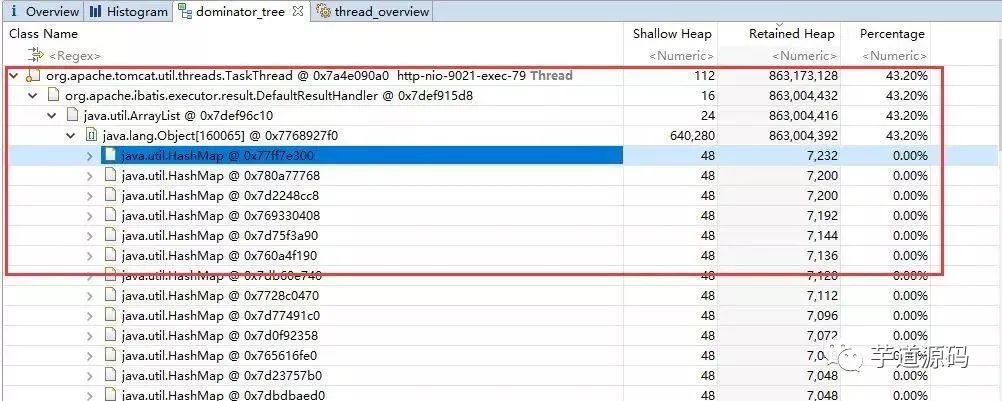 Overview Histogram dominator_tree thread_overview
Class Name Shallow Heap Retained Heap Percentage
<Regex> <Numeric> <Numeric> <Numeric>
org.apache.tomcat.util.threads.TaskThread @ 0x7a4e090a0 http-nio-9021-exec-79 Thread 112 863,173,128 43.20%
org.apache.ibatis.executor.result.DefaultResultHandler @ 0x7def915d8 16 863,004,432 43.20%
java.util.ArrayList @ 0x7def96c10 24 863,004,416 43.20%
java.lang.Object[160065] @ 0x7768927f0 640,280 863,004,392 43.20%
java.util.HashMap @ 0x77ff7e300 48 7,232 0.00%
java.util.HashMap @ 0x780a77768 48 7,200 0.00%
java.util.HashMap @ 0x7d2248cc8 48 7,200 0.00%
java.util.HashMap @ 0x769330408 48 7,192 0.00%
java.util.HashMap @ 0x7d75f3a90 48 7,144 0.00%
java.util.HashMap @ 0x760a4f190 48 7,136 0.00%
java.util.HashMap @ 0x7db60e740 48 7,120 0.00%
java.util.HashMap @ 0x7728c0470 48 7,112 0.00%
java.util.HashMap @ 0x7d77491c0 48 7,096 0.00%
java.util.HashMap @ 0x7d0f92358 48 7,072 0.00%
java.util.HashMap @ 0x765616fe0 48 0.00%
java.util.HashMap @ 0x7d23757b0 48 7,048 0.00%
java.util.HashMap @ 0x7dbdbaed0 48 7,048 0.00%
芋道源码